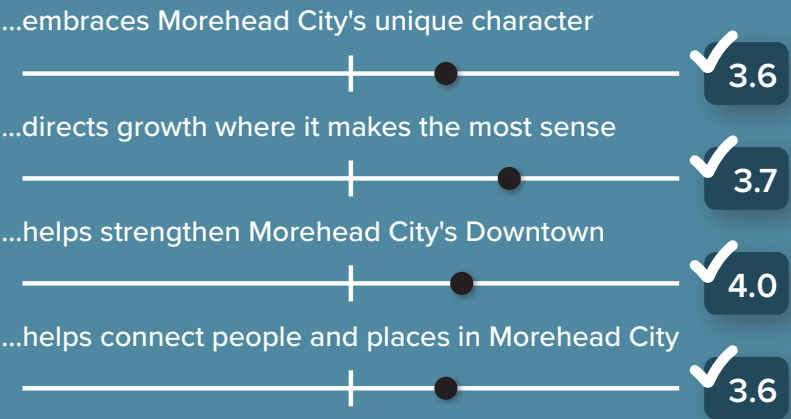 ...embraces Morehead City's unique character
3.6
...directs growth where it makes the most sense
3.7
...helps strengthen Morehead City's Downtown
4.0
...helps connect people and places in Morehead City
3.6